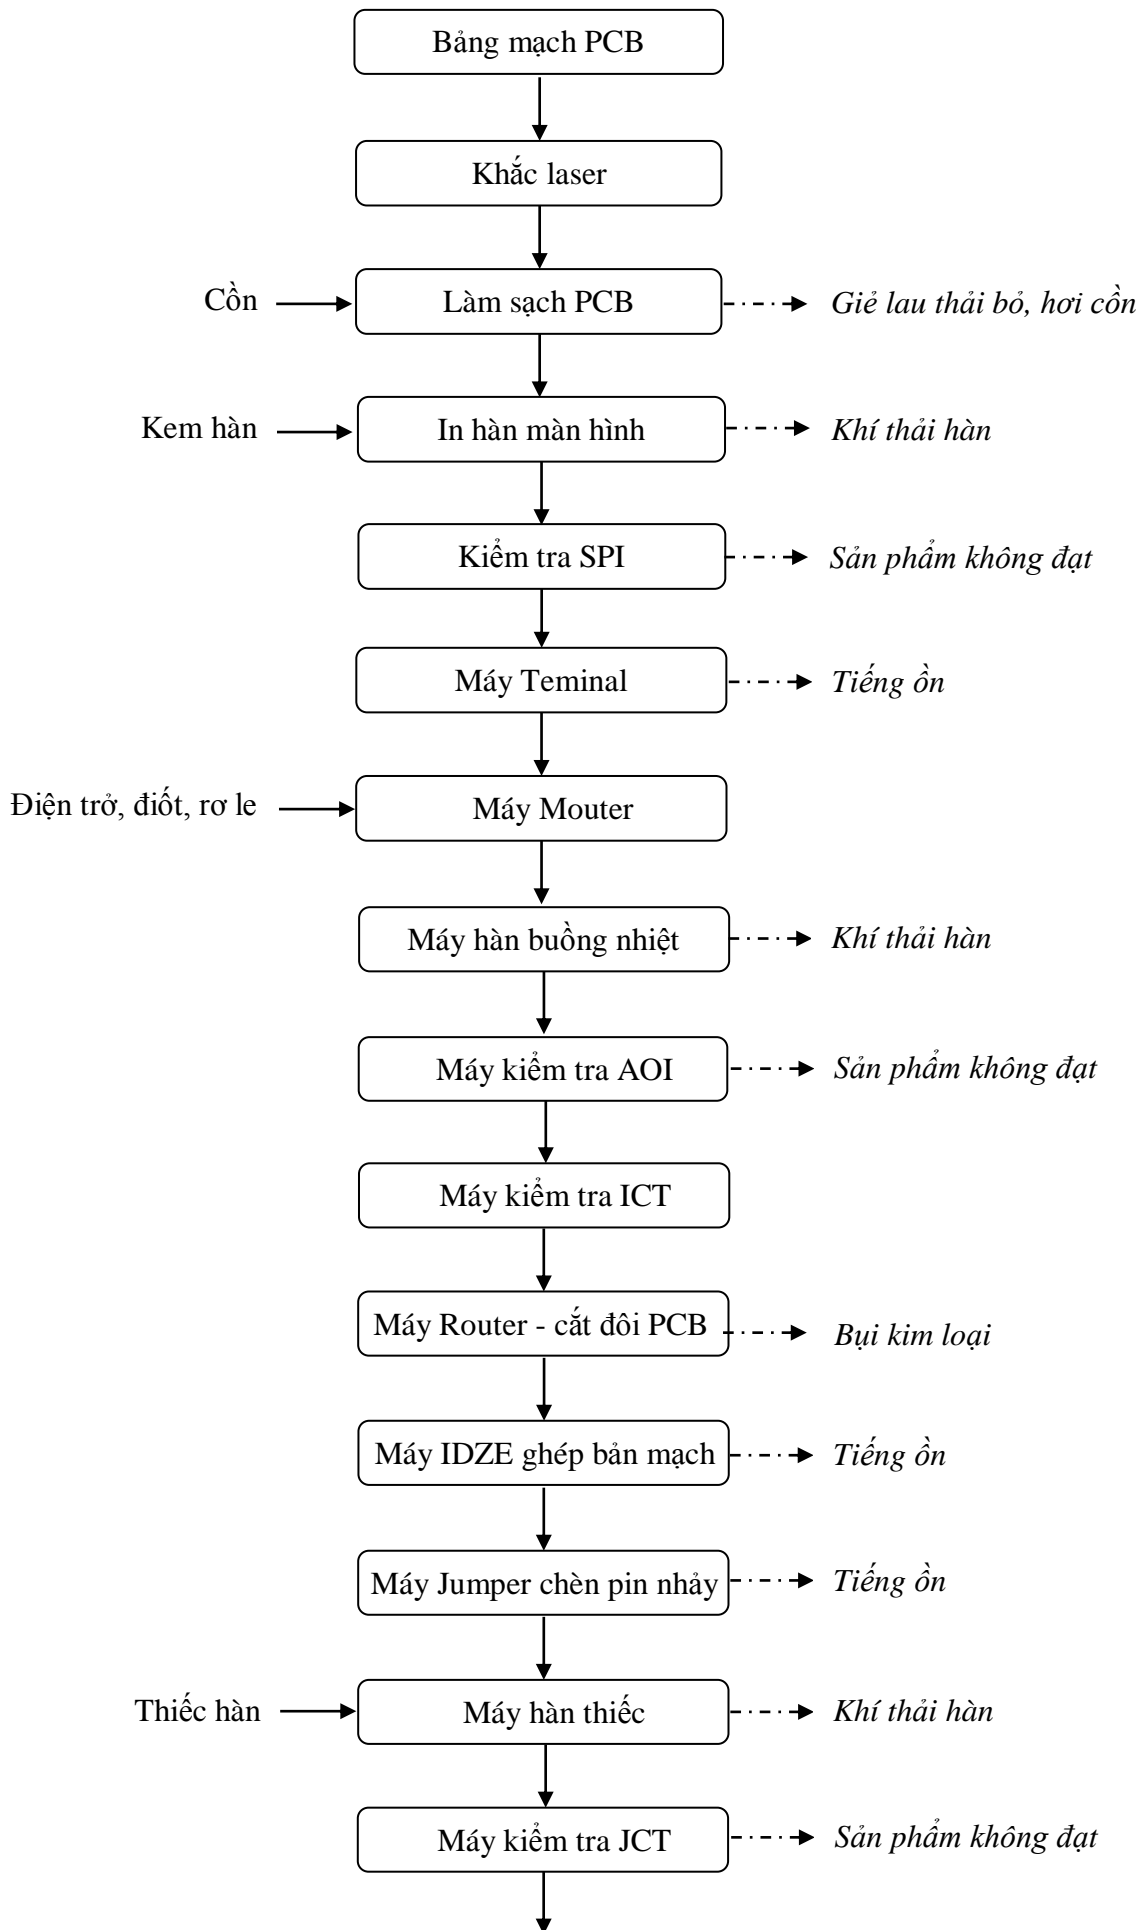 Bảng mạch PCB
Khắc laser
Cồn
Làm sạch PCB
Giẻ lau thải bỏ, hơi cồn
Kem hàn
In hàn màn hình
Khí thải hàn
Kiểm tra SPI
Sản phẩm không đạt
Máy Teminal
Tiếng ồn
Điện trở, điốt, rơ le
Máy Mouter
Máy hàn buồng nhiệt
Khí thải hàn
Máy kiểm tra AOI
Sản phẩm không đạt
Máy kiểm tra ICT
Máy Router - cắt đôi PCB
Bụi kim loại
Máy IDZE ghép bản mạch
Tiếng ồn
Máy Jumper chèn pin nhảy
Tiếng ồn
Thiếc hàn
Máy hàn thiếc
Khí thải hàn
Máy kiểm tra JCT
Sản phẩm không đạt